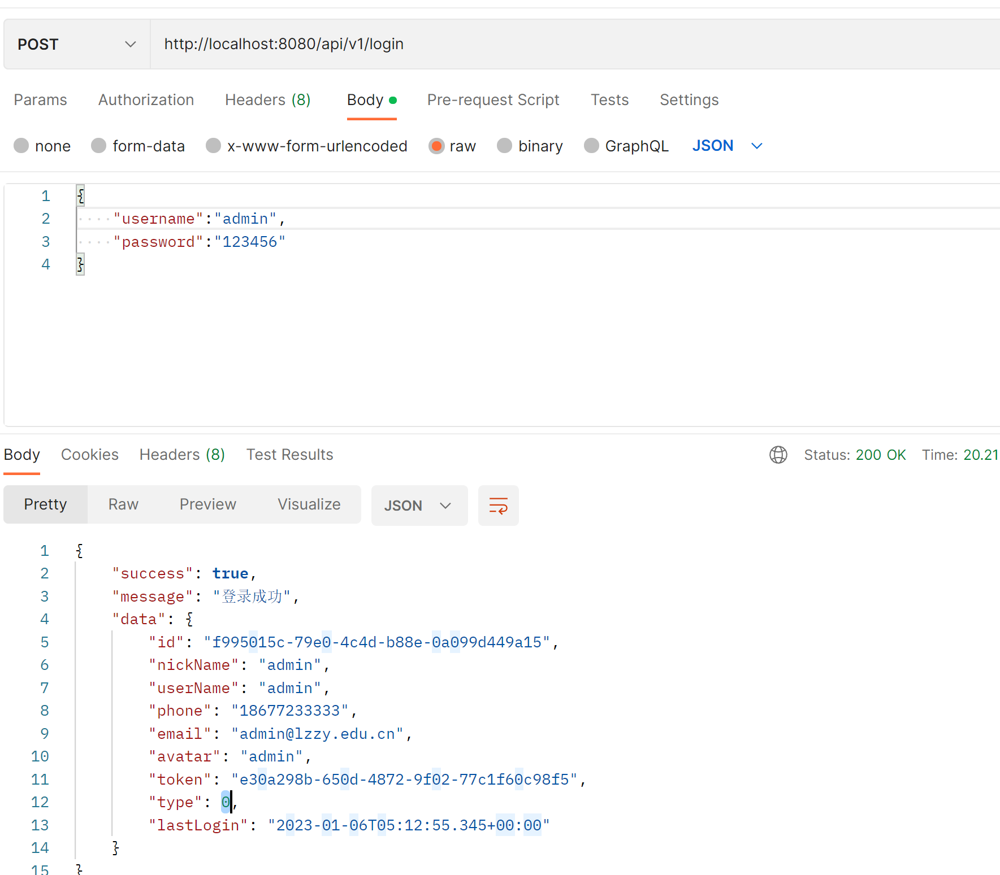 POST http://localhost:8080/api/v1/login
Params Authorization Headers (8) Body Pre-request Script Tests Settings
none form-data x-www-form-urlencoded raw binary GraphQL JSON
1 {
2 ····"username":"admin",
3 ····"password":"123456"
4 }
Body Cookies Headers (8) Test Results Status: 200 OK Time: 20.21
Pretty Raw Preview Visualize JSON
1 {
2 "success": true,
3 "message": "登录成功",
4 "data": {
5 "id": "f995015c-79e0-4c4d-b88e-0a099d449a15",
6 "nickName": "admin",
7 "userName": "admin",
8 "phone": "18677233333",
9 "email": "admin@lzzy.edu.cn",
10 "avatar": "admin",
11 "token": "e30a298b-650d-4872-9f02-77c1f60c98f5",
12 "type": 0,
13 "lastLogin": "2023-01-06T05:12:55.345+00:00"
14 }
15 }